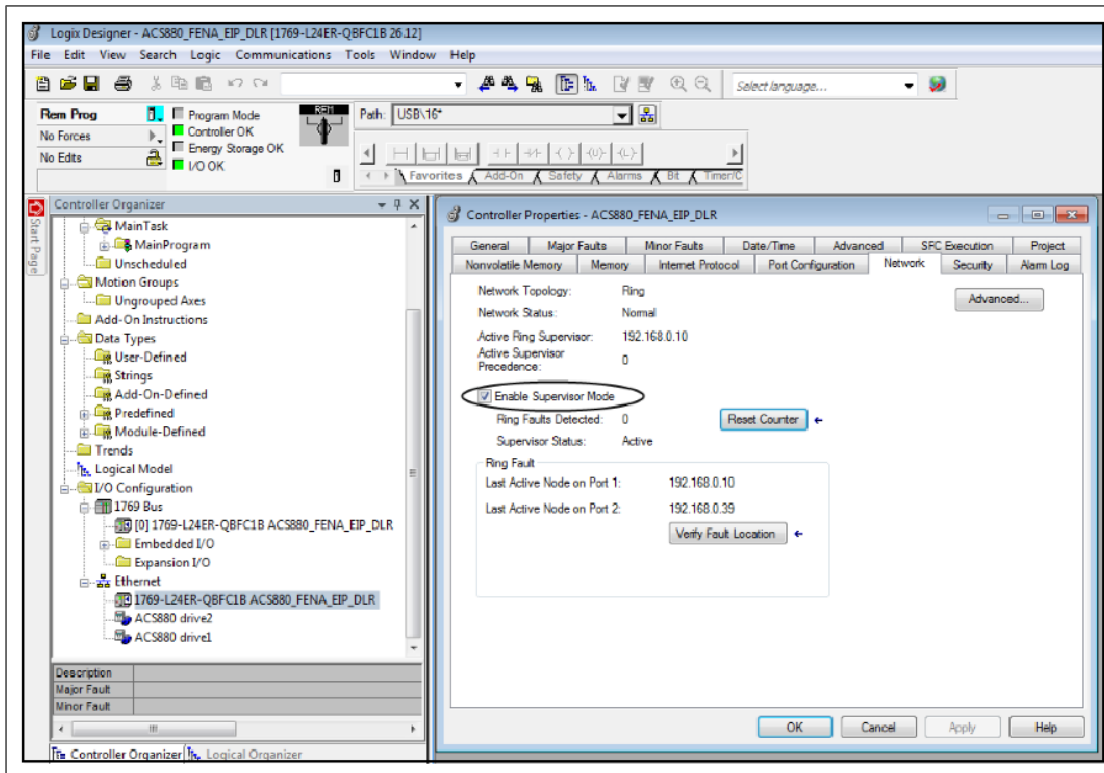 Logix Designer - ACS880_FENA_EIP_DLR [1769-L24ER-QBFC1B 26.12]
File Edit View Search Logic Communications Tools Window Help
Select language...
Rem Prog
Program Mode
REM
Path: USB\16*
No Forces
Controller OK
Energy Storage OK
No Edits
I/O OK
Favorites Add-On Safety Alarms Bit Timer/C
Start Page
Controller Organizer
MainTask
MainProgram
Unscheduled
Motion Groups
Ungrouped Axes
Add-On Instructions
Data Types
User-Defined
Strings
Add-On-Defined
Predefined
Module-Defined
Trends
Logical Model
I/O Configuration
1769 Bus
[0] 1769-L24ER-QBFC1B ACS880_FENA_EIP_DLR
Embedded I/O
Expansion I/O
Ethernet
1769-L24ER-QBFC1B ACS880_FENA_EIP_DLR
ACS880 drive2
ACS880 drive1
Description
Major Fault
Minor Fault
Controller Organizer Logical Organizer
Controller Properties - ACS880_FENA_EIP_DLR
General Major Faults Minor Faults Date/Time Advanced SFC Execution Project
Nonvolatile Memory Memory Internet Protocol Port Configuration Network Security Alarm Log
Network Topology: Ring
Advanced...
Network Status: Normal
Active Ring Supervisor: 192.168.0.10
Active Supervisor Precedence: 0
Enable Supervisor Mode
Ring Faults Detected: 0 Reset Counter
Supervisor Status: Active
Ring Fault
Last Active Node on Port 1: 192.168.0.10
Last Active Node on Port 2: 192.168.0.39
Verify Fault Location
OK Cancel Apply Help